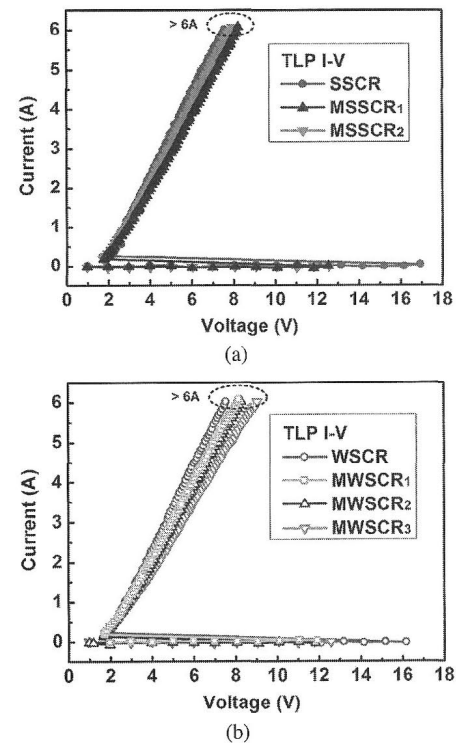 > 6A
TLP I-V
SSCR
MSSCR1
MSSCR2
Current (A)
6
5
4
3
2
1
0
0 2 4 6 8 10 12 14 16 18
Voltage (V)
(a)
> 6A
TLP I-V
WSCR
MWSCR1
MWSCR2
MWSCR3
Current (A)
6
5
4
3
2
1
0
0 2 4 6 8 10 12 14 16 18
Voltage (V)
(b)